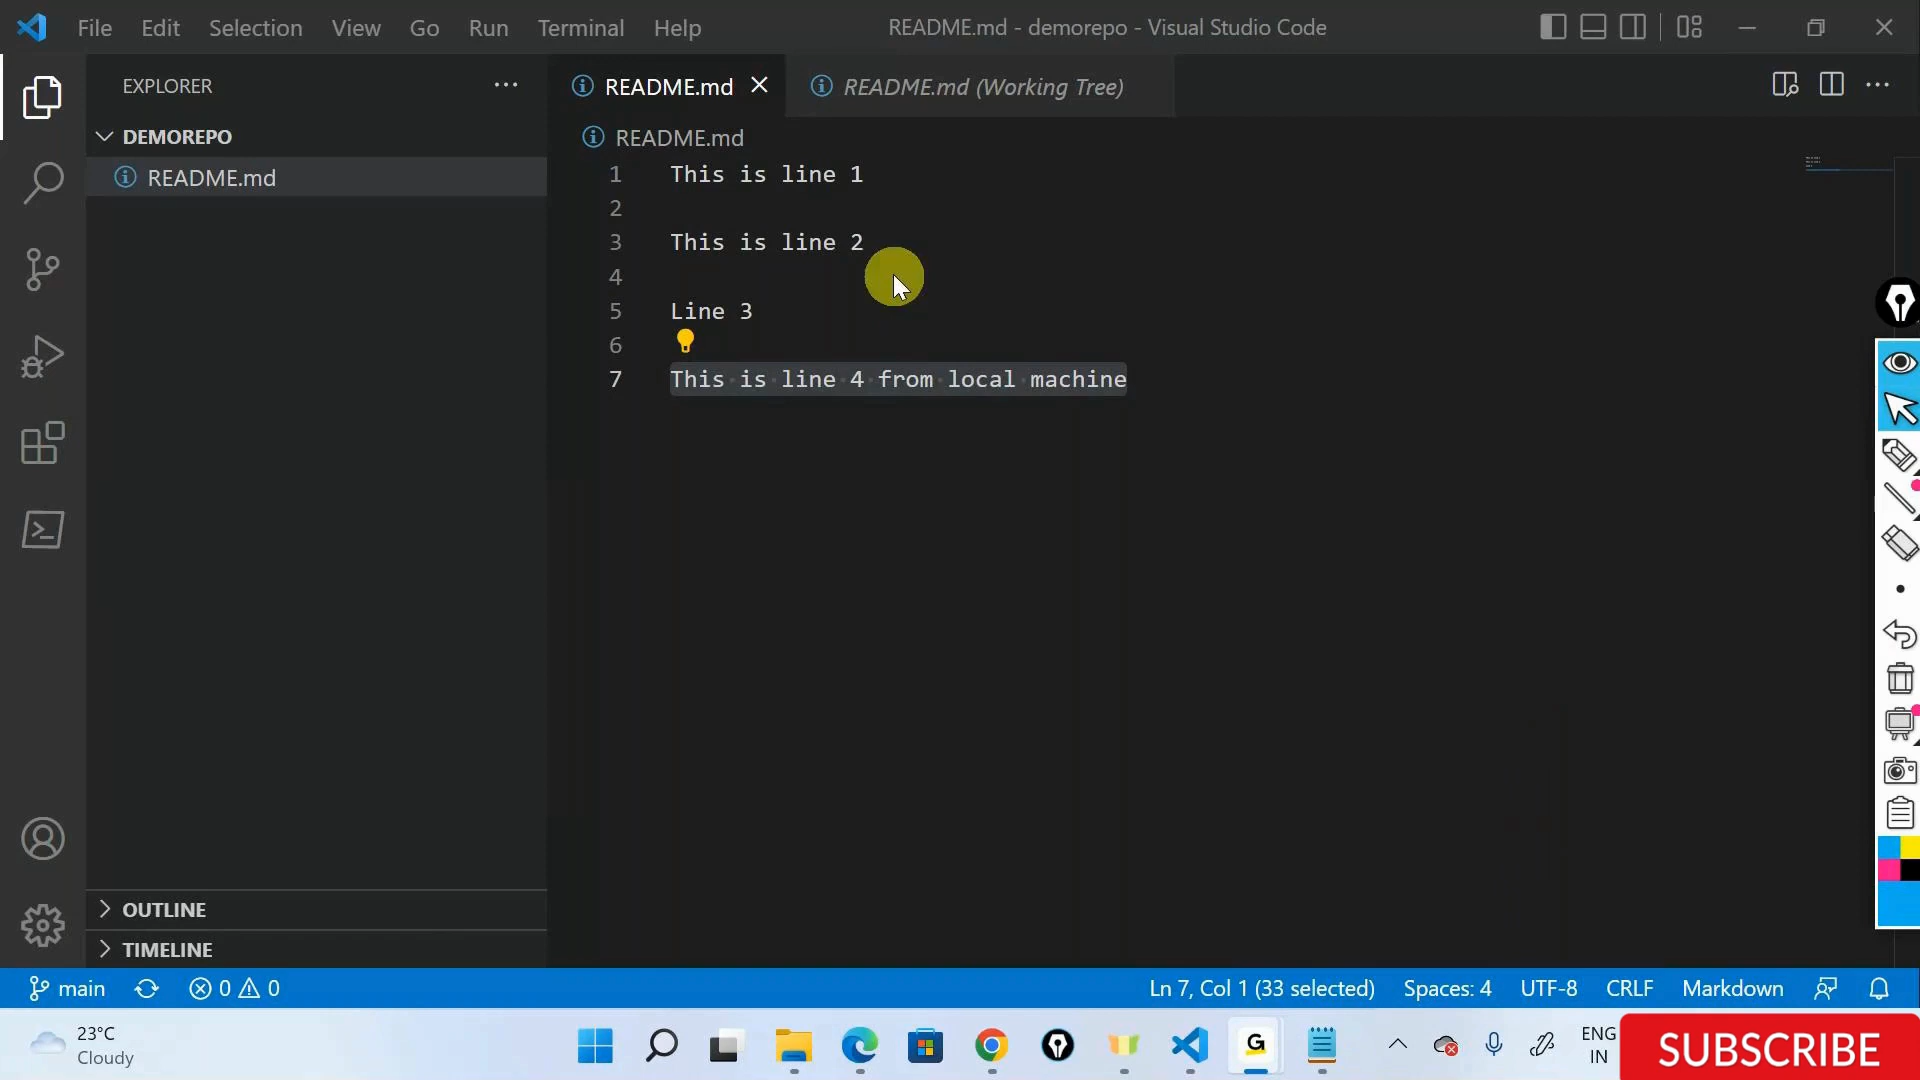 File Edit Selection View Go Run Terminal Help README.md - demorepo - Visual Studio Code
EXPLORER
DEMOREPO
README.md
OUTLINE
TIMELINE
README.md README.md (Working Tree)
README.md
1 This is line 1
2
3 This is line 2
4
5 Line 3
6
7 This is line 4 from local machine
main 0 0 Ln 7, Col 1 (33 selected) Spaces: 4 UTF-8 CRLF Markdown
23°C
Cloudy
G
ENG
IN
SUBSCRIBE